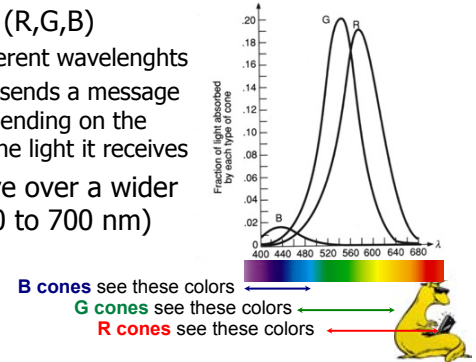 (R,G,B)
erent wavelenghts
sends a message
ending on the
ne light it receives
e over a wider
0 to 700 nm)
Fraction of light absorbed
by each type of cone
.20
.18
.16
.14
.12
.10
.08
.06
.04
.02
0
G
R
B
400 440 480 520 560 600 640 680 λ
B cones see these colors
G cones see these colors
R cones see these colors